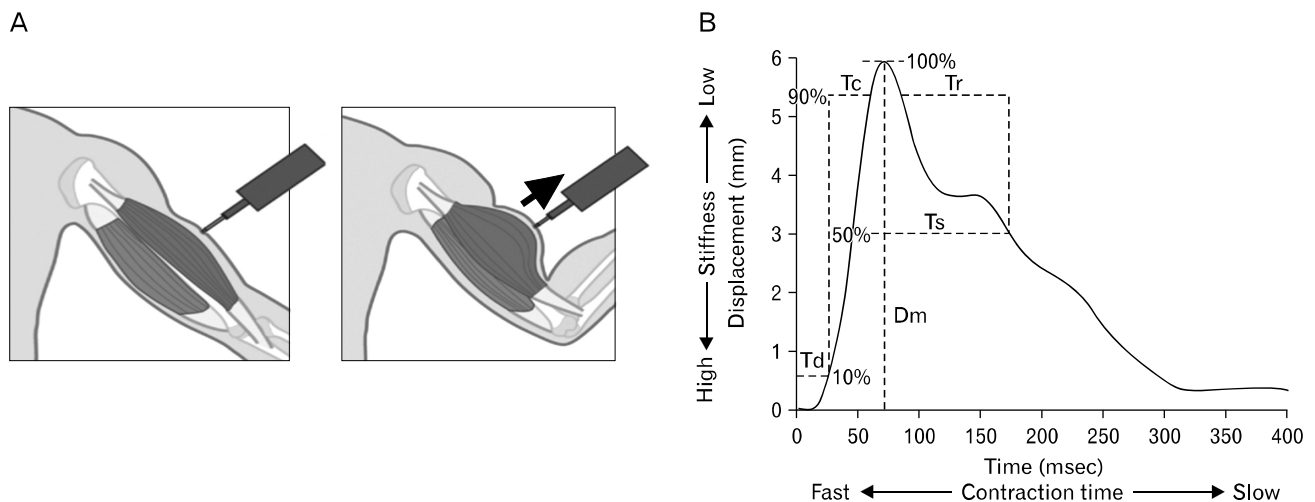 A
B
6
5
4
3
2
1
0
Displacement (mm)
High ← Stiffness → Low
100%
90%
Tc
Tr
50%
Ts
Dm
Td
10%
0 50 100 150 200 250 300 350 400
Time (msec)
Fast ← Contraction time → Slow